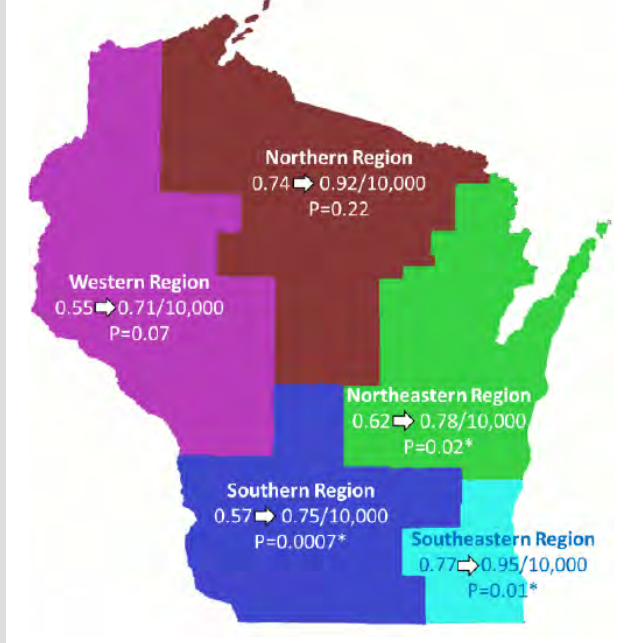 Northern Region
0.74 ➡ 0.92/10,000
P=0.22
Western Region
0.55 ➡ 0.71/10,000
P=0.07
Northeastern Region
0.62 ➡ 0.78/10,000
P=0.02*
Southern Region
0.57 ➡ 0.75/10,000
P=0.0007*
Southeastern Region
0.77 ➡ 0.95/10,000
P=0.01*